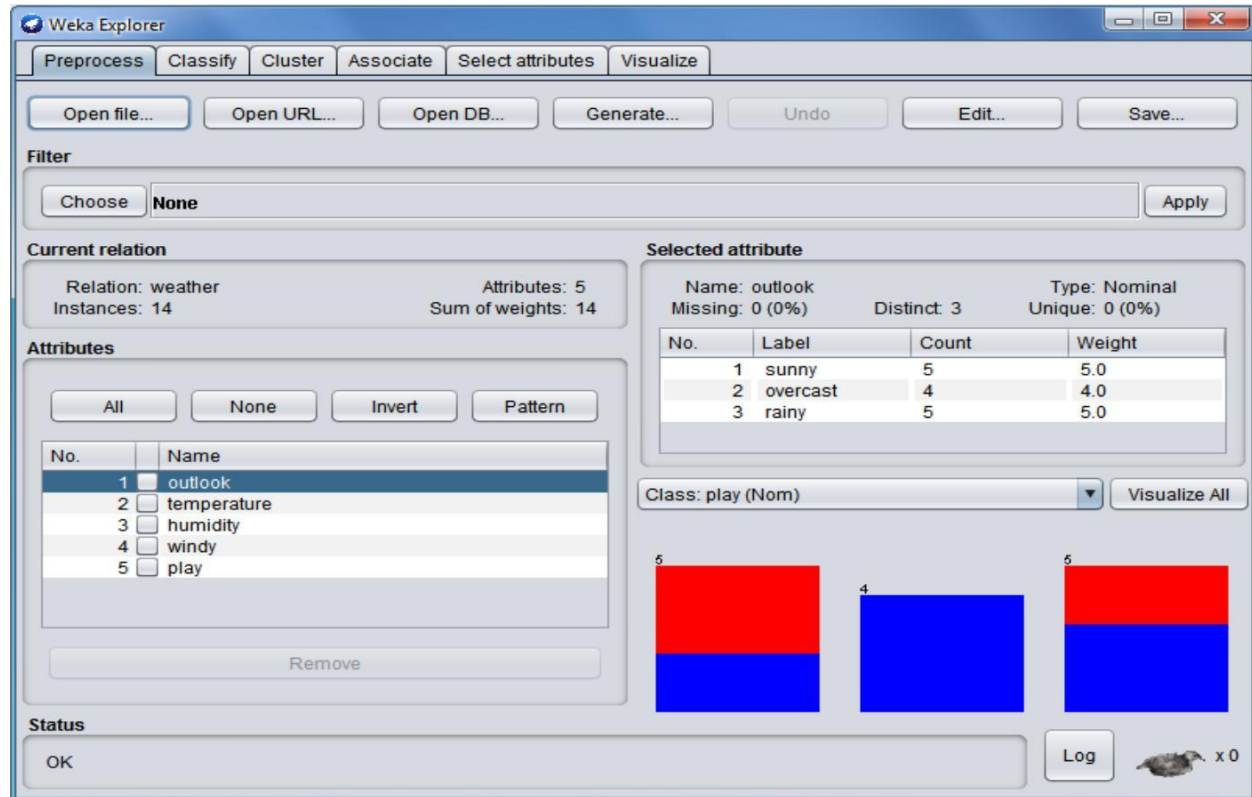 Weka Explorer
Preprocess Classify Cluster Associate Select attributes Visualize
Open file... Open URL... Open DB... Generate... Undo Edit... Save...
Filter
Choose None Apply
Current relation
Relation: weather Attributes: 5
Instances: 14 Sum of weights: 14
Attributes
All None Invert Pattern
No. Name
1 outlook
2 temperature
3 humidity
4 windy
5 play
Remove
Selected attribute
Name: outlook Type: Nominal
Missing: 0 (0%) Distinct: 3 Unique: 0 (0%)
No. Label Count Weight
1 sunny 5 5.0
2 overcast 4 4.0
3 rainy 5 5.0
Class: play (Nom) Visualize All
5 4 5
Status
OK
Log x 0